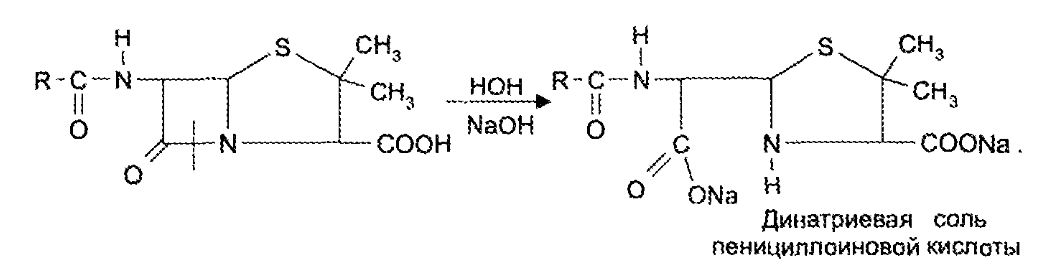 H
R-C-N
O
S
CH₃
CH₃
N
COOH
O
HOH
NaOH
H
R-C-N
O
S
CH₃
CH₃
C
N
COONa.
O
ONa
H
Динатриевая соль
пенициллоиновой кислоты